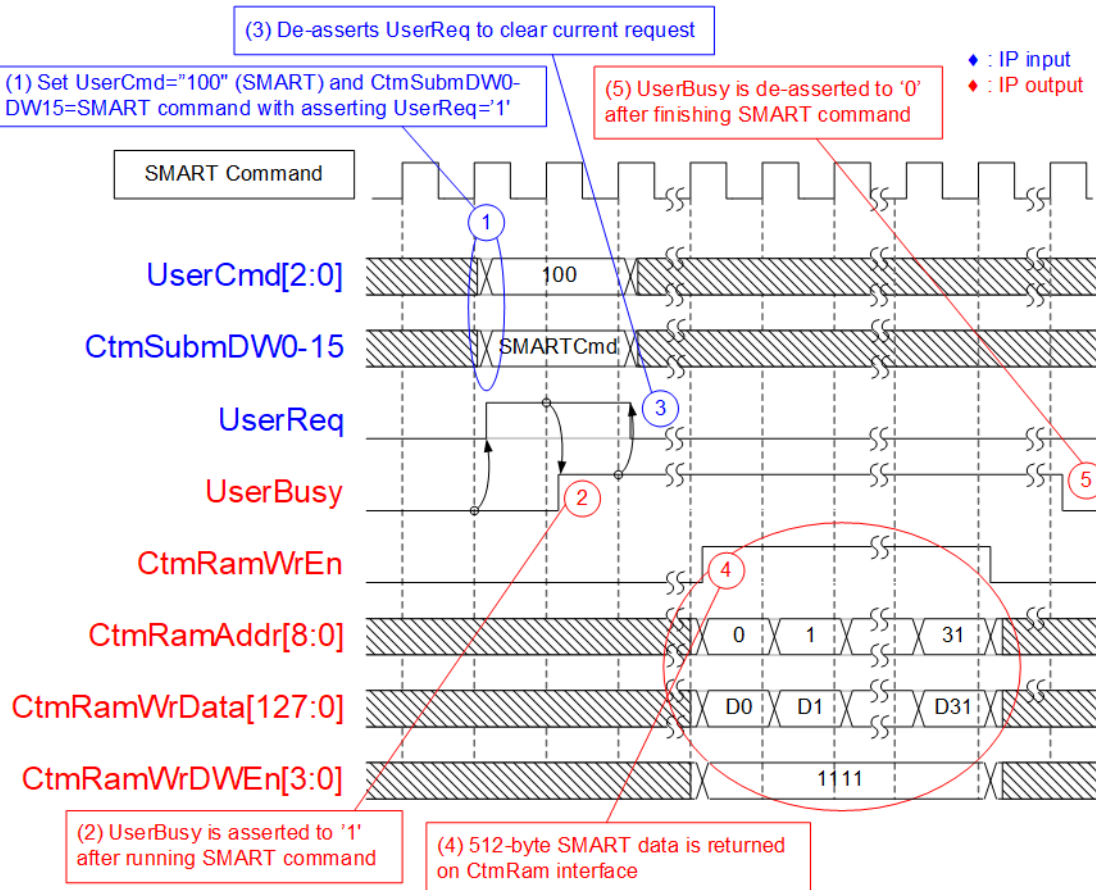 (3) De-asserts UserReq to clear current request
♦ : IP input
♦ : IP output
(1) Set UserCmd="100" (SMART) and CtmSubmDW0-
DW15=SMART command with asserting UserReq='1'
(5) UserBusy is de-asserted to ‘0’
after finishing SMART command
SMART Command
1
UserCmd[2:0]
100
CtmSubmDW0-15
SMARTCmd
UserReq
3
UserBusy
2
5
CtmRamWrEn
4
CtmRamAddr[8:0]
0 1 31
CtmRamWrData[127:0]
D0 D1 D31
CtmRamWrDWEn[3:0]
1111
(2) UserBusy is asserted to ’1'
after running SMART command
(4) 512-byte SMART data is returned
on CtmRam interface